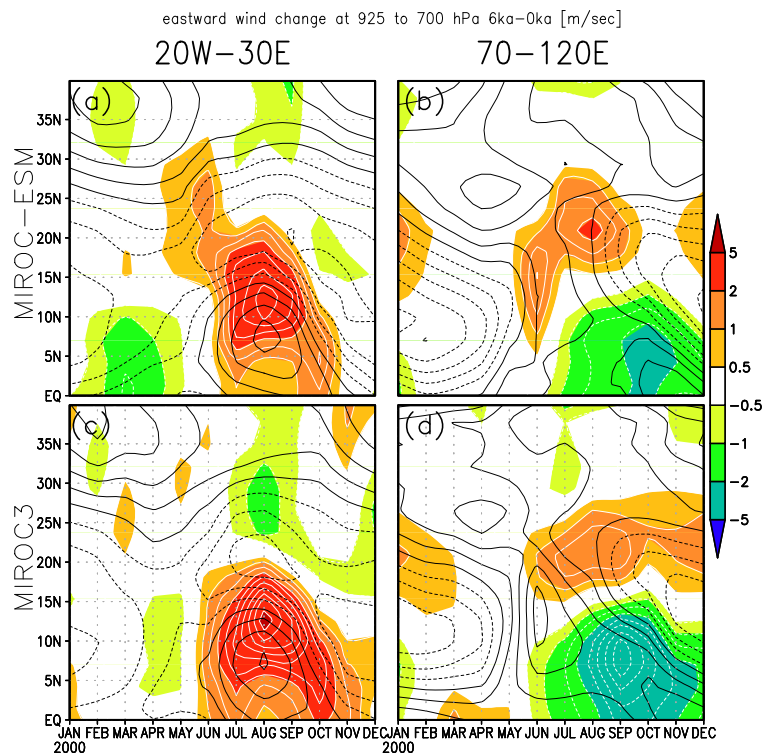 eastward wind change at 925 to 700 hPa 6ka-0ka [m/sec]
20W-30E
70-120E
MIROC-ESM
(a)
35N
30N
25N
20N
15N
10N
5N
EQ
(b)
5
2
1
0.5
-0.5
-1
-2
-5
MIROC3
(c)
35N
30N
25N
20N
15N
10N
5N
EQ
(d)
JAN FEB MAR APR MAY JUN JUL AUG SEP OCT NOV DEC
2000
JAN FEB MAR APR MAY JUN JUL AUG SEP OCT NOV DEC
2000